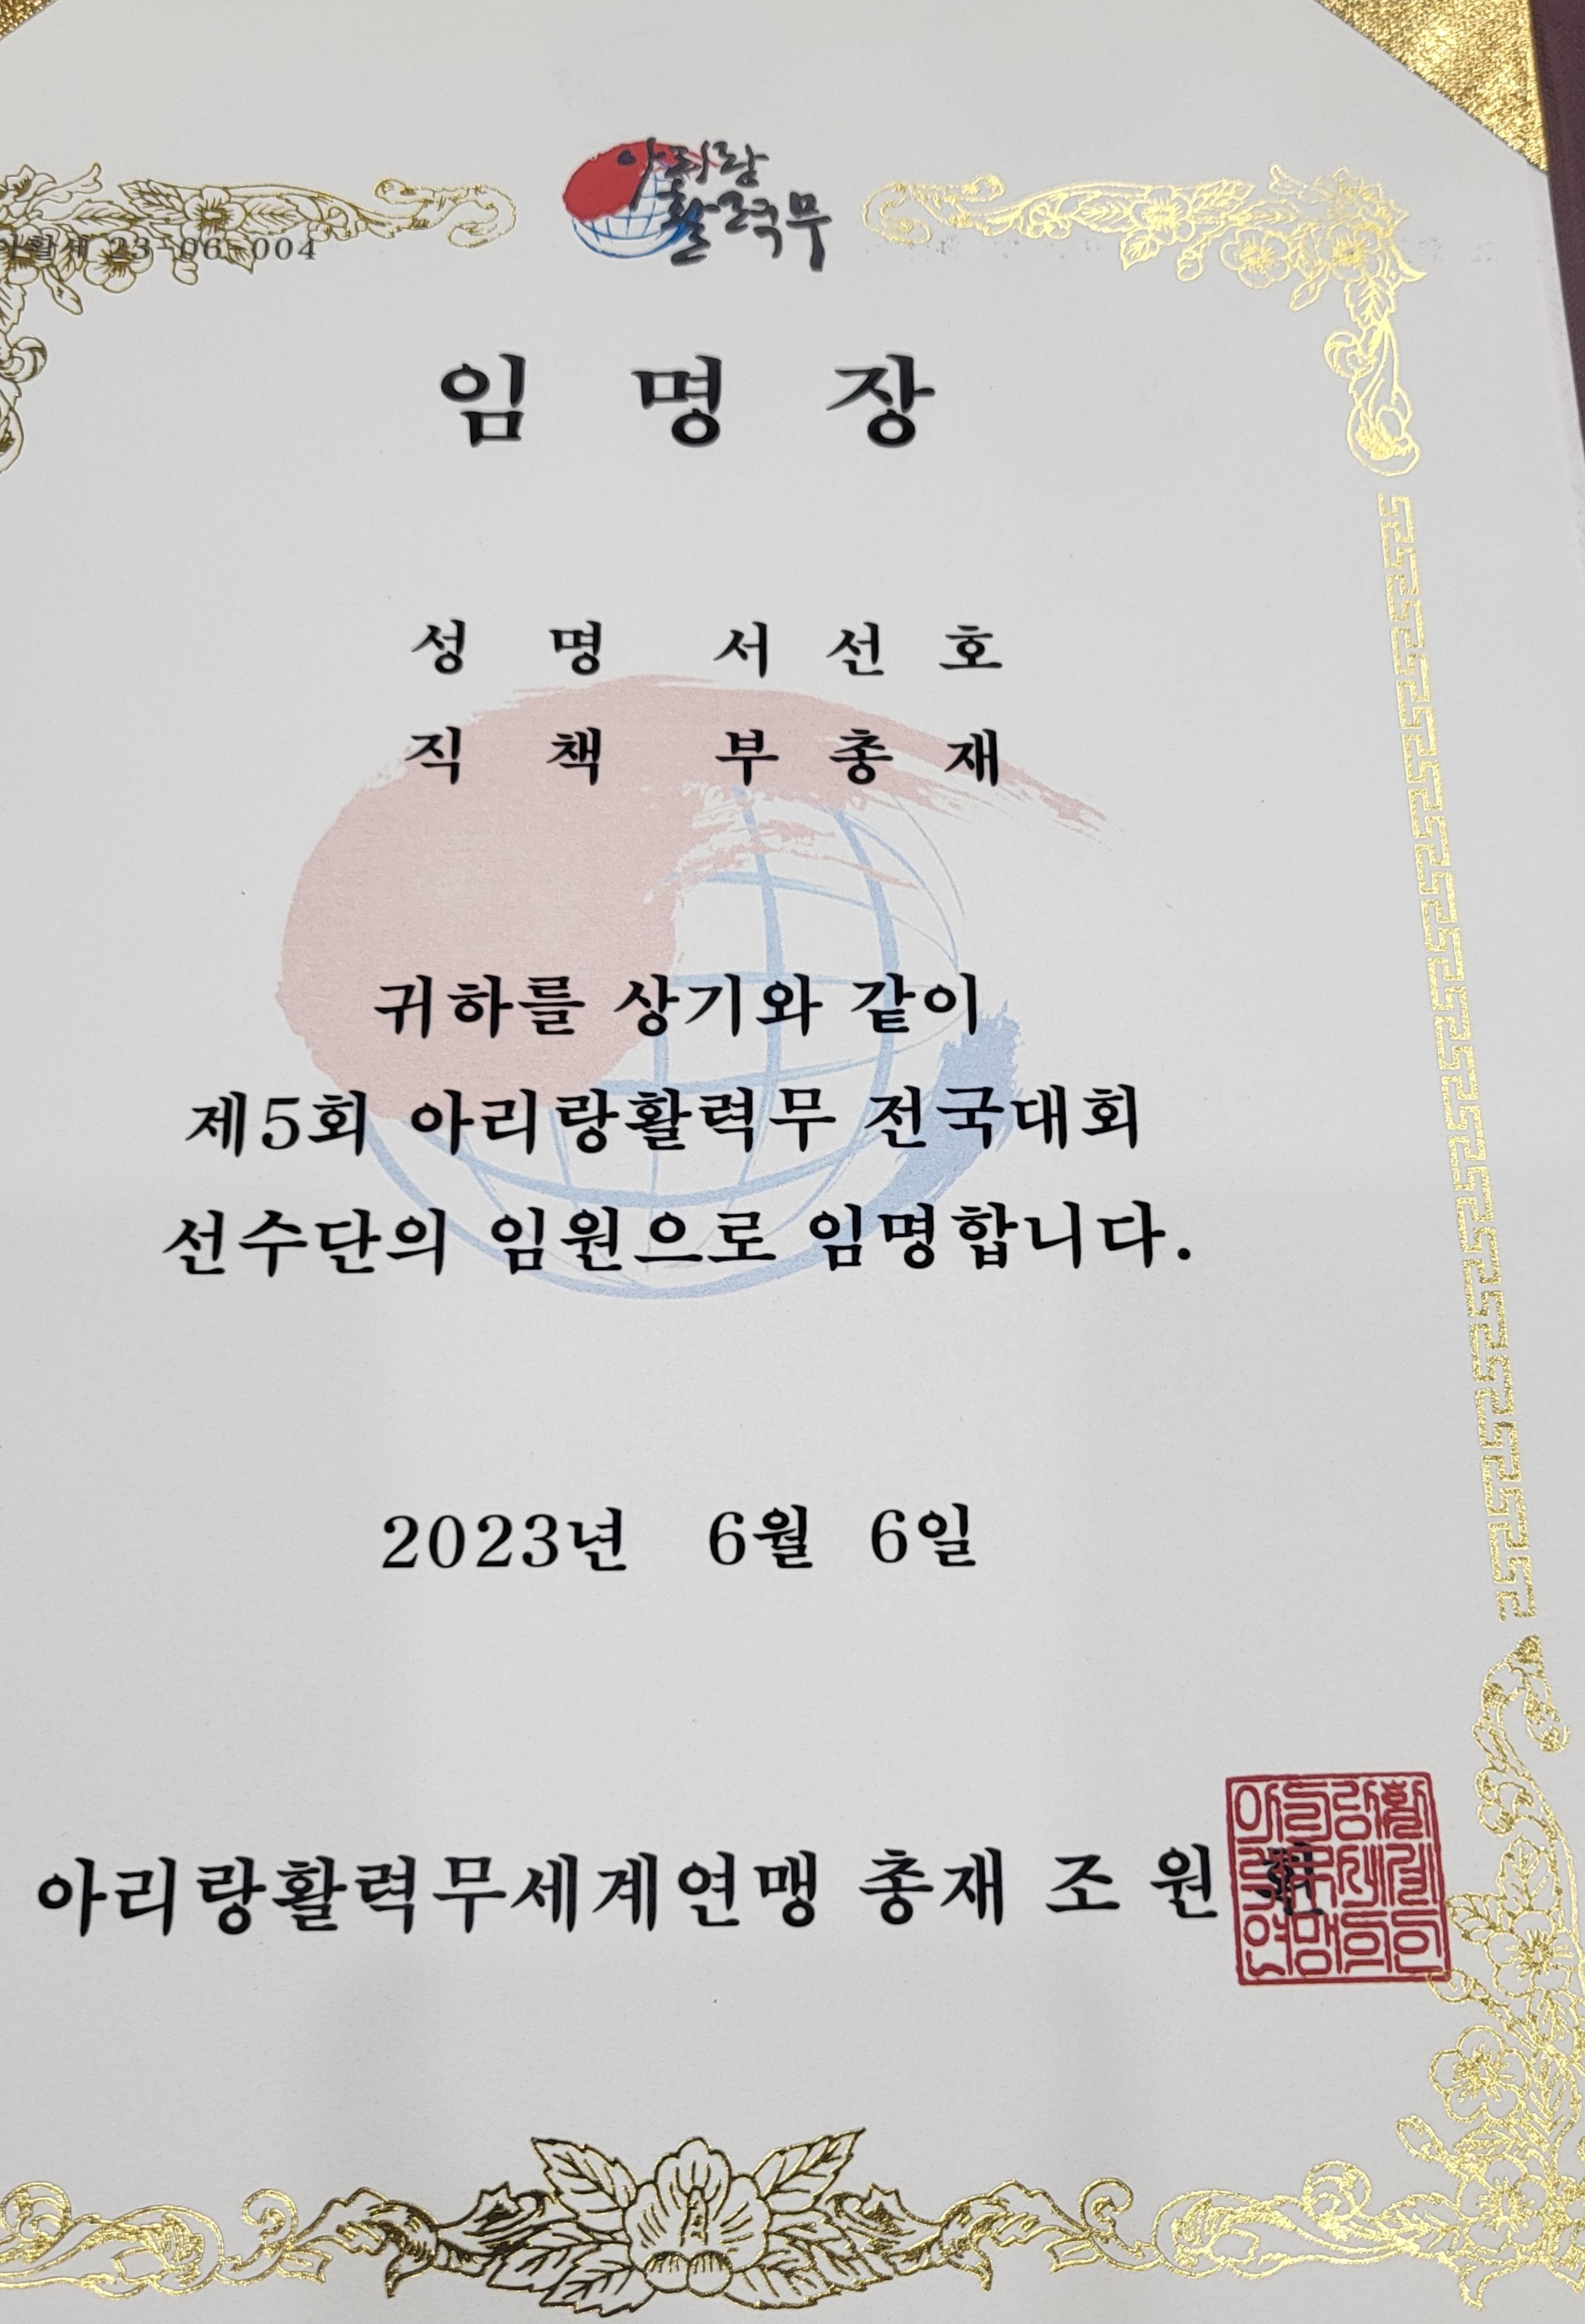 아리랑
활력무
23-06-004
임 명 장
성 명 서 선 호
직 책 부 총 재
귀하를 상기와 같이
제5회 아리랑활력무 전국대회
선수단의 임원으로 임명합니다.
2023년 6월 6일
아리랑활력무세계연맹 총재 조 원